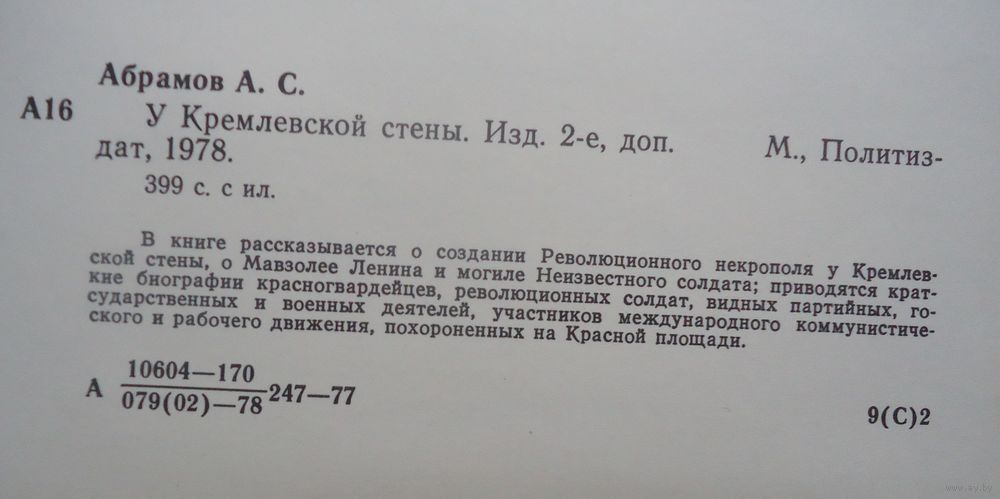 Абрамов А. С.
А16
У Кремлевской стены. Изд. 2-е, доп. М., Политиз-
дат, 1978.
399 с. с ил.
В книге рассказывается о создании Революционного некрополя у Кремлев-
ской стены, о Мавзолее Ленина и могиле Неизвестного солдата; приводятся крат-
кие биографии красногвардейцев, революционных солдат, видных партийных, го-
сударственных и военных деятелей, участников международного коммунистиче-
ского и рабочего движения, похороненных на Красной площади.
А 10604—170
079(02)—78 247—77
9(С)2
www.ay.by